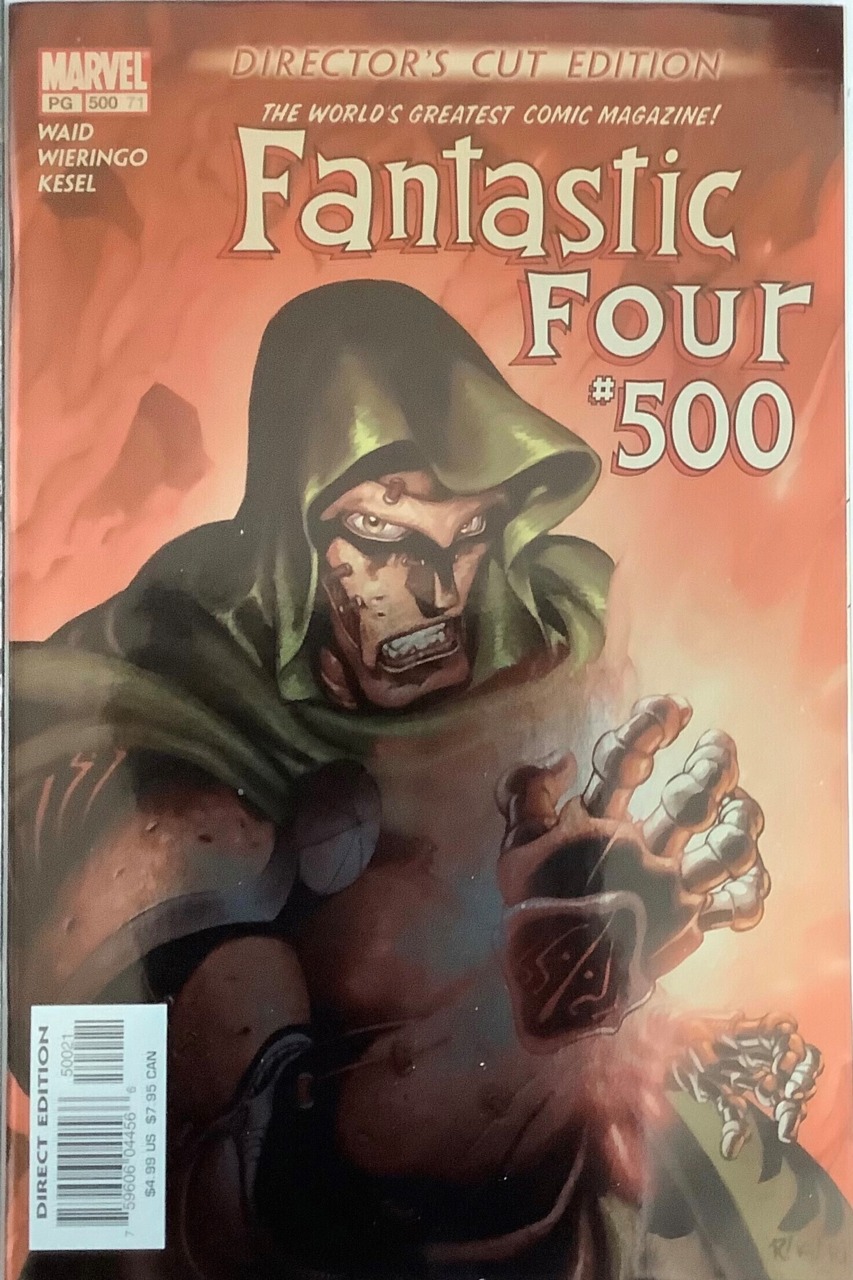 DIRECTOR'S CUT EDITION
MARVEL
PG 500 71
THE WORLD'S GREATEST COMIC MAGAZINE!
WAID
WIERINGO
KESEL
Fantastic
Four
#500
DIRECT EDITION
50021
7 59606 04456 6
$4.99 US $7.95 CAN